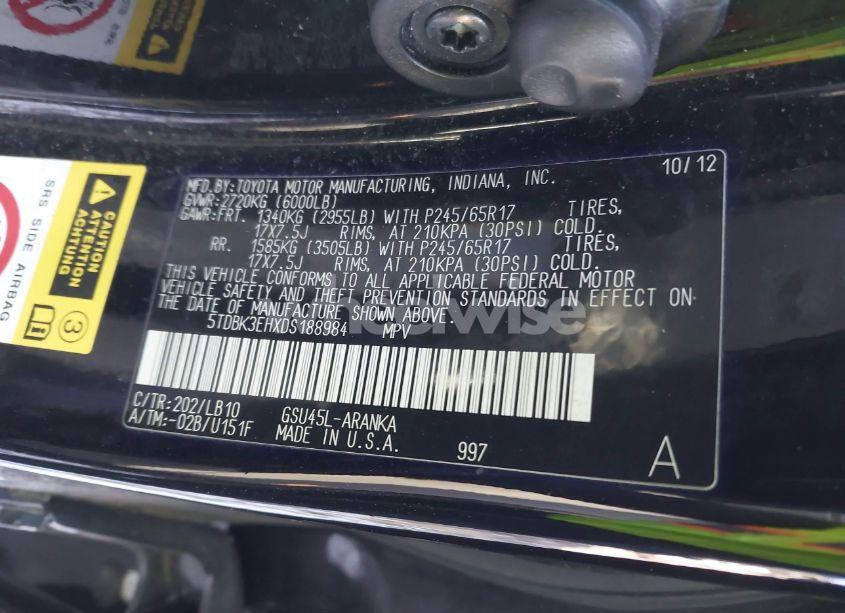 10/12
MFD.BY:TOYOTA MOTOR MANUFACTURING, INDIANA, INC.
GVWR:2720KG (6000LB)
GAWR:FRT. 1340KG (2955LB) WITH P245/65R17 TIRES,
17X7.5J RIMS, AT 210KPA (30PSI) COLD.
RR. 1585KG (3505LB) WITH P245/65R17 TIRES,
17X7.5J RIMS, AT 210KPA (30PSI) COLD.
THIS VEHICLE CONFORMS TO ALL APPLICABLE FEDERAL MOTOR
VEHICLE SAFETY AND THEFT PREVENTION STANDARDS IN EFFECT ON
THE DATE OF MANUFACTURE SHOWN ABOVE.
5TDBK3EHXDS188984 MPV
C/TR:202/LB10 GSU45L-ARANKA
A/TM:-02B/U151F MADE IN U.S.A. 997
A
CAUTION
ATTENTION
ACHTUNG
SRS SIDE AIRBAG
3